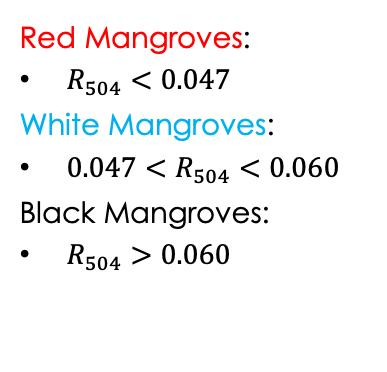 Red Mangroves:
• R₅₀₄ < 0.047
White Mangroves:
• 0.047 < R₅₀₄ < 0.060
Black Mangroves:
• R₅₀₄ > 0.060